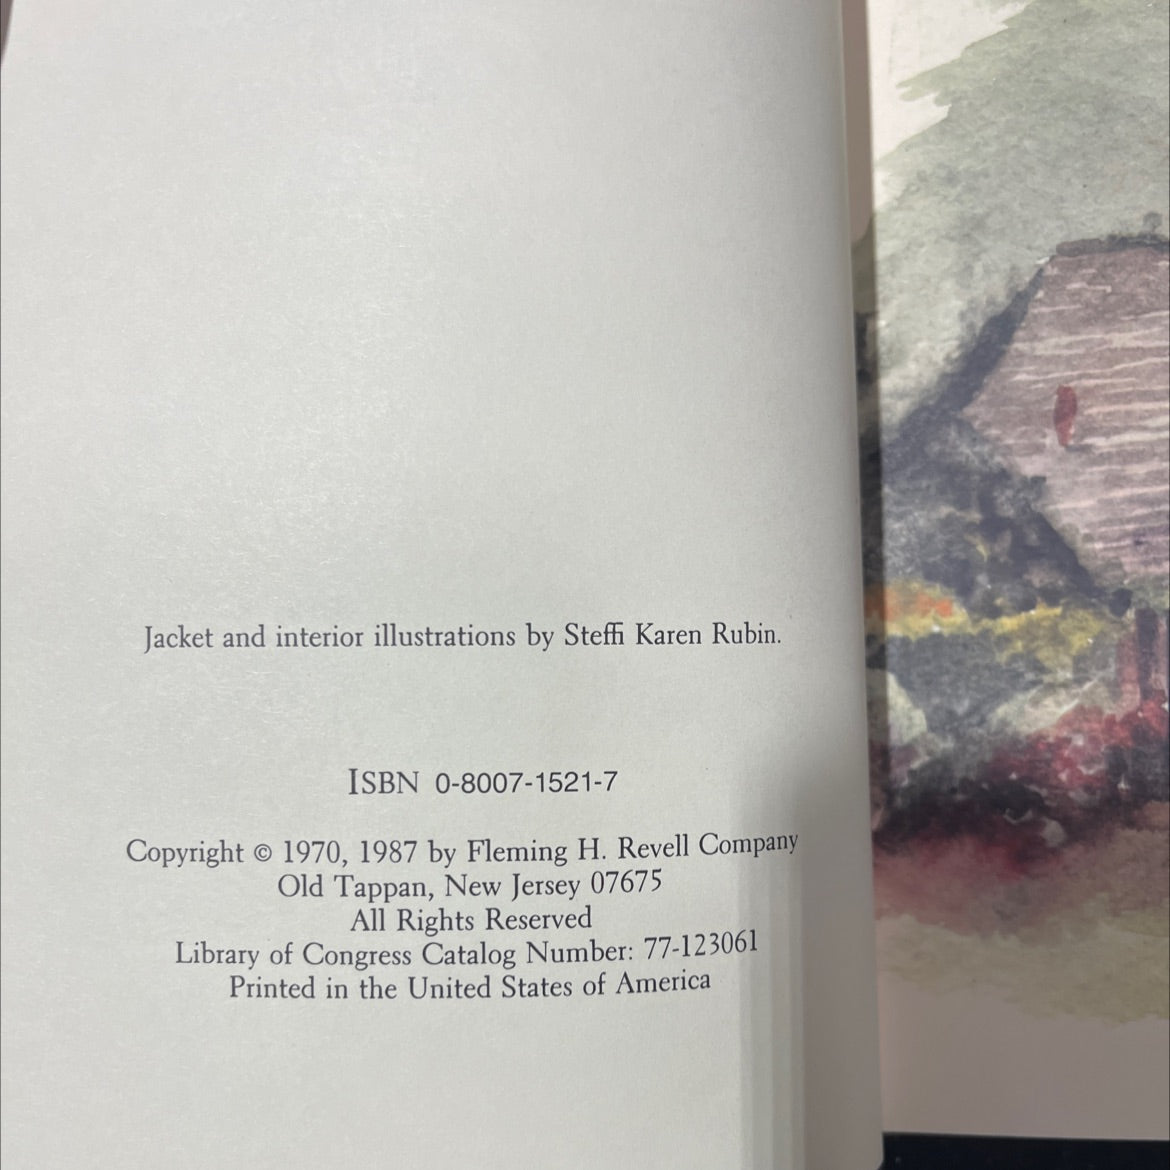 Jacket and interior illustrations by Steffi Karen Rubin.
ISBN 0-8007-1521-7
Copyright © 1970, 1987 by Fleming H. Revell Company
Old Tappan, New Jersey 07675
All Rights Reserved
Library of Congress Catalog Number: 77-123061
Printed in the United States of America